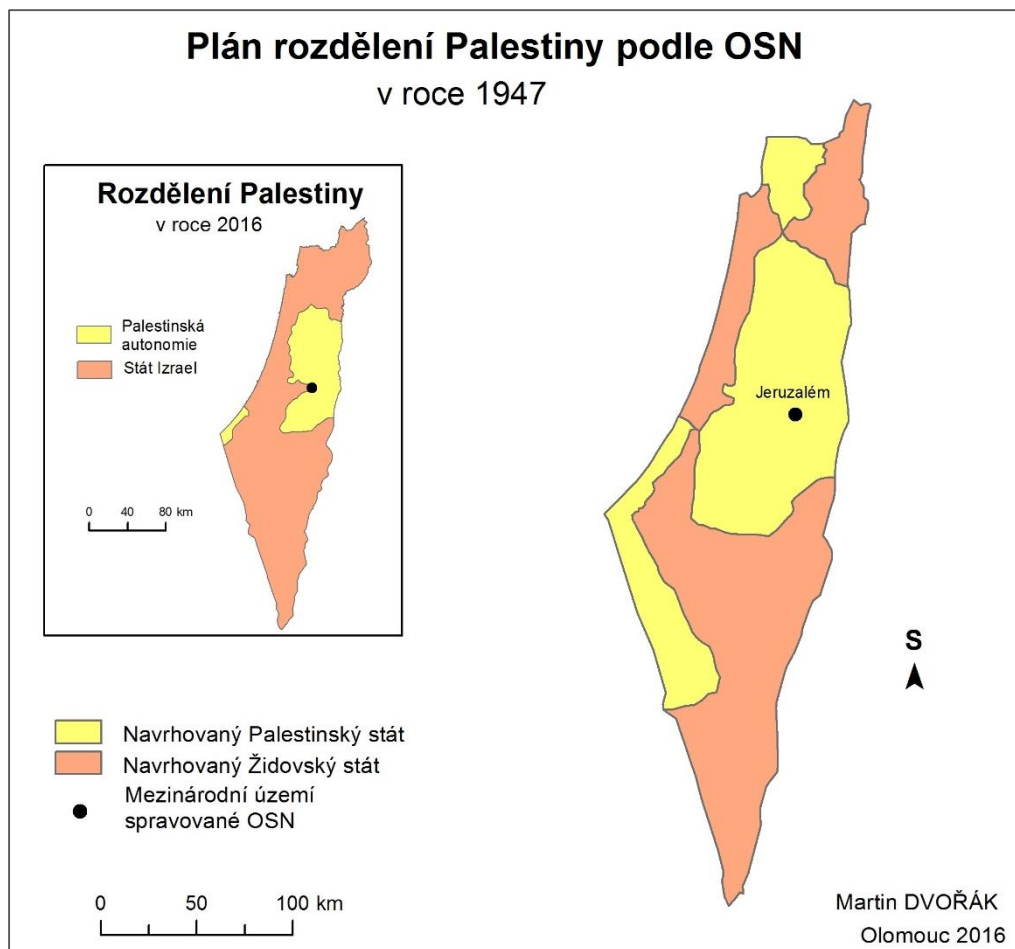 Plán rozdělení Palestiny podle OSN
v roce 1947
Rozdělení Palestiny
v roce 2016
Palestinská
autonomie
Stát Izrael
0 40 80 km
Jeruzalém
S
Navrhovaný Palestinský stát
Navrhovaný Židovský stát
Mezinárodní území
spravované OSN
0 50 100 km
Martin DVOŘÁK
Olomouc 2016